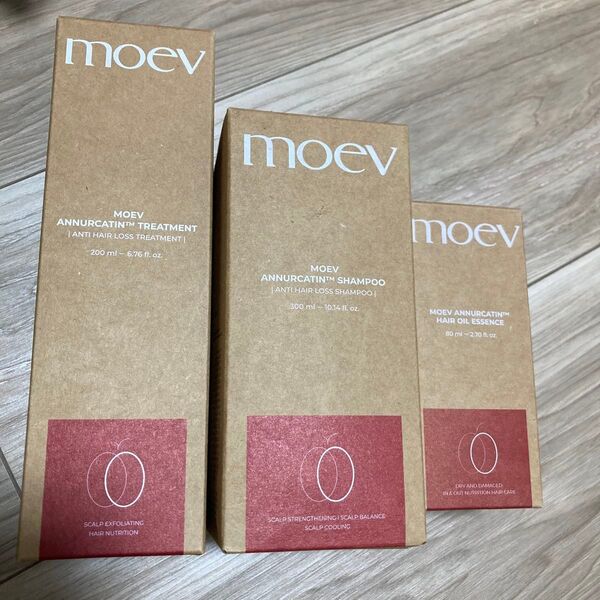 moev
MOEV
ANNURCATIN™ TREATMENT
| ANTI HAIR LOSS TREATMENT |
200 ml — 6.76 fl. oz.
SCALP EXFOLIATING
HAIR NUTRITION
moev
MOEV
ANNURCATIN™ SHAMPOO
| ANTI HAIR LOSS SHAMPOO |
300 ml — 10.14 fl. oz.
SCALP STRENGTHENING | SCALP BALANCE
SCALP COOLING
moev
MOEV ANNURCATIN™
HAIR OIL ESSENCE
80 ml — 2.70 fl. oz.
DRY AND DAMAGED
IN & OUT NUTRITION HAIR CARE